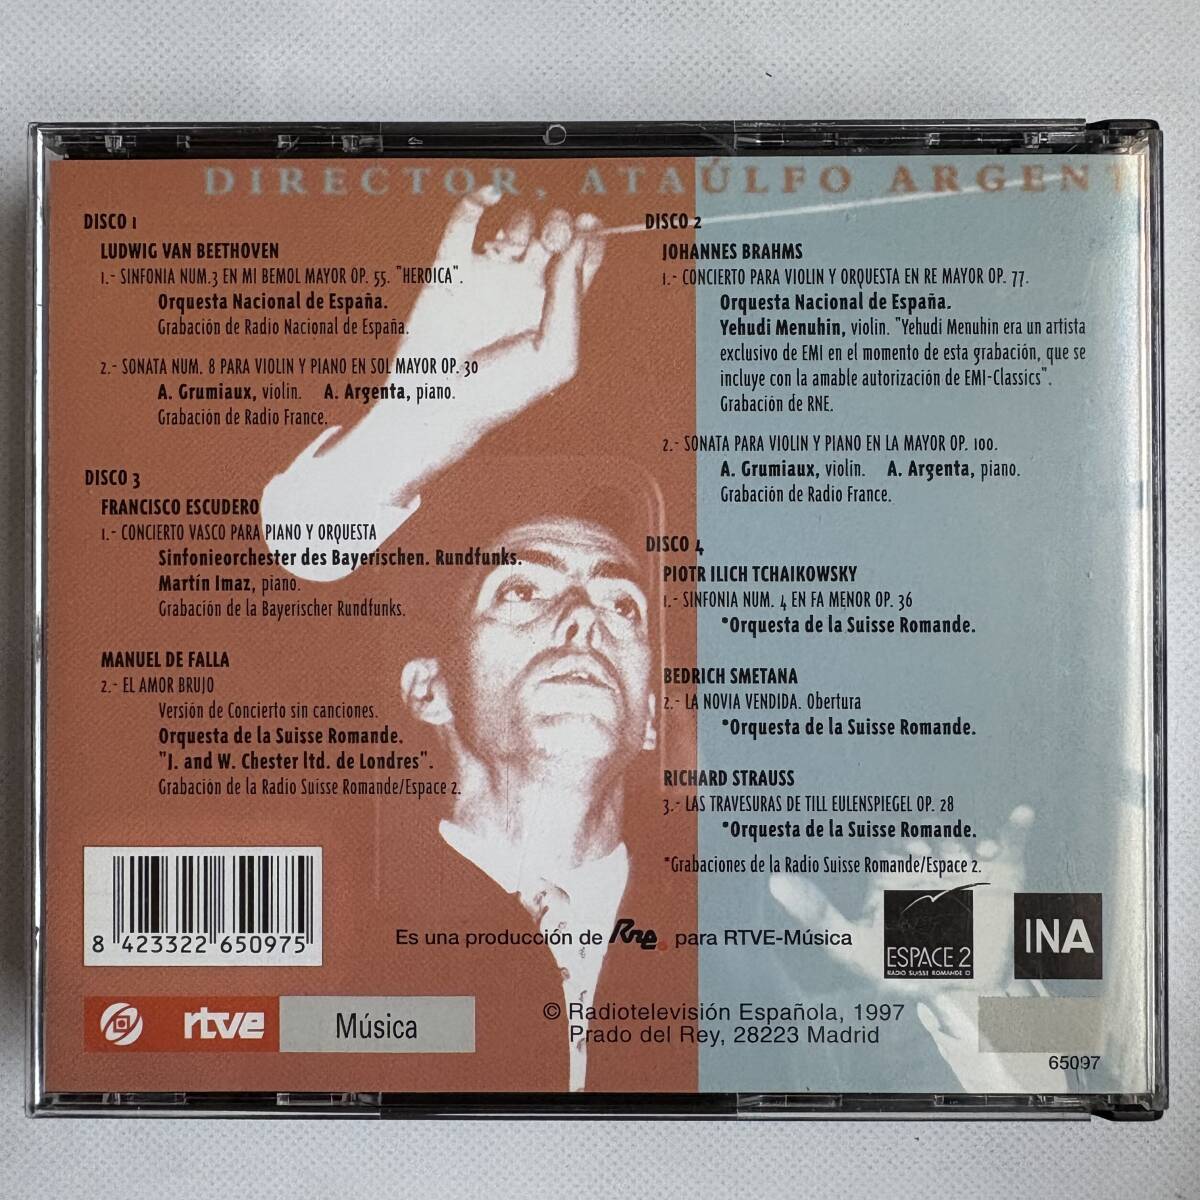 DIRECTOR, ATAÚLFO ARGENT
DISCO 1
LUDWIG VAN BEETHOVEN
1.- SINFONIA NUM.3 EN MI BEMOL MAYOR OP. 55. "HEROICA".
Orquesta Nacional de España.
Grabación de Radio Nacional de España.
2.- SONATA NUM. 8 PARA VIOLIN Y PIANO EN SOL MAYOR OP. 30
A. Grumiaux, violin. A. Argenta, piano.
Grabación de Radio France.
DISCO 3
FRANCISCO ESCUDERO
1.- CONCIERTO VASCO PARA PIANO Y ORQUESTA
Sinfonieorchester des Bayerischen. Rundfunks.
Martín Imaz, piano.
Grabación de la Bayerischer Rundfunks.
MANUEL DE FALLA
2.- EL AMOR BRUJO
Versión de Concierto sin canciones.
Orquesta de la Suisse Romande.
"J. and W. Chester ltd. de Londres".
Grabación de la Radio Suisse Romande/Espace 2.
DISCO 2
JOHANNES BRAHMS
1.- CONCIERTO PARA VIOLIN Y ORQUESTA EN RE MAYOR OP. 77.
Orquesta Nacional de España.
Yehudi Menuhin, violin. "Yehudi Menuhin era un artista
exclusivo de EMI en el momento de esta grabación, que se
incluye con la amable autorización de EMI-Classics".
Grabación de RNE.
2.- SONATA PARA VIOLIN Y PIANO EN LA MAYOR OP. 100.
A. Grumiaux, violin. A. Argenta, piano.
Grabación de Radio France.
DISCO 4
PIOTR ILICH TCHAIKOWSKY
1.- SINFONIA NUM. 4 EN FA MENOR OP. 36
*Orquesta de la Suisse Romande.
BEDRICH SMETANA
2.- LA NOVIA VENDIDA. Obertura
*Orquesta de la Suisse Romande.
RICHARD STRAUSS
3.- LAS TRAVESURAS DE TILL EULENSPIEGEL OP. 28
*Orquesta de la Suisse Romande.
*Grabaciones de la Radio Suisse Romande/Espace 2.
8 423322 650975
Es una producción de Rne. para RTVE-Música
ESPACE 2
RADIO SUISSE ROMANDE
INA
rtve Música
© Radiotelevisión Española, 1997
Prado del Rey, 28223 Madrid
65097